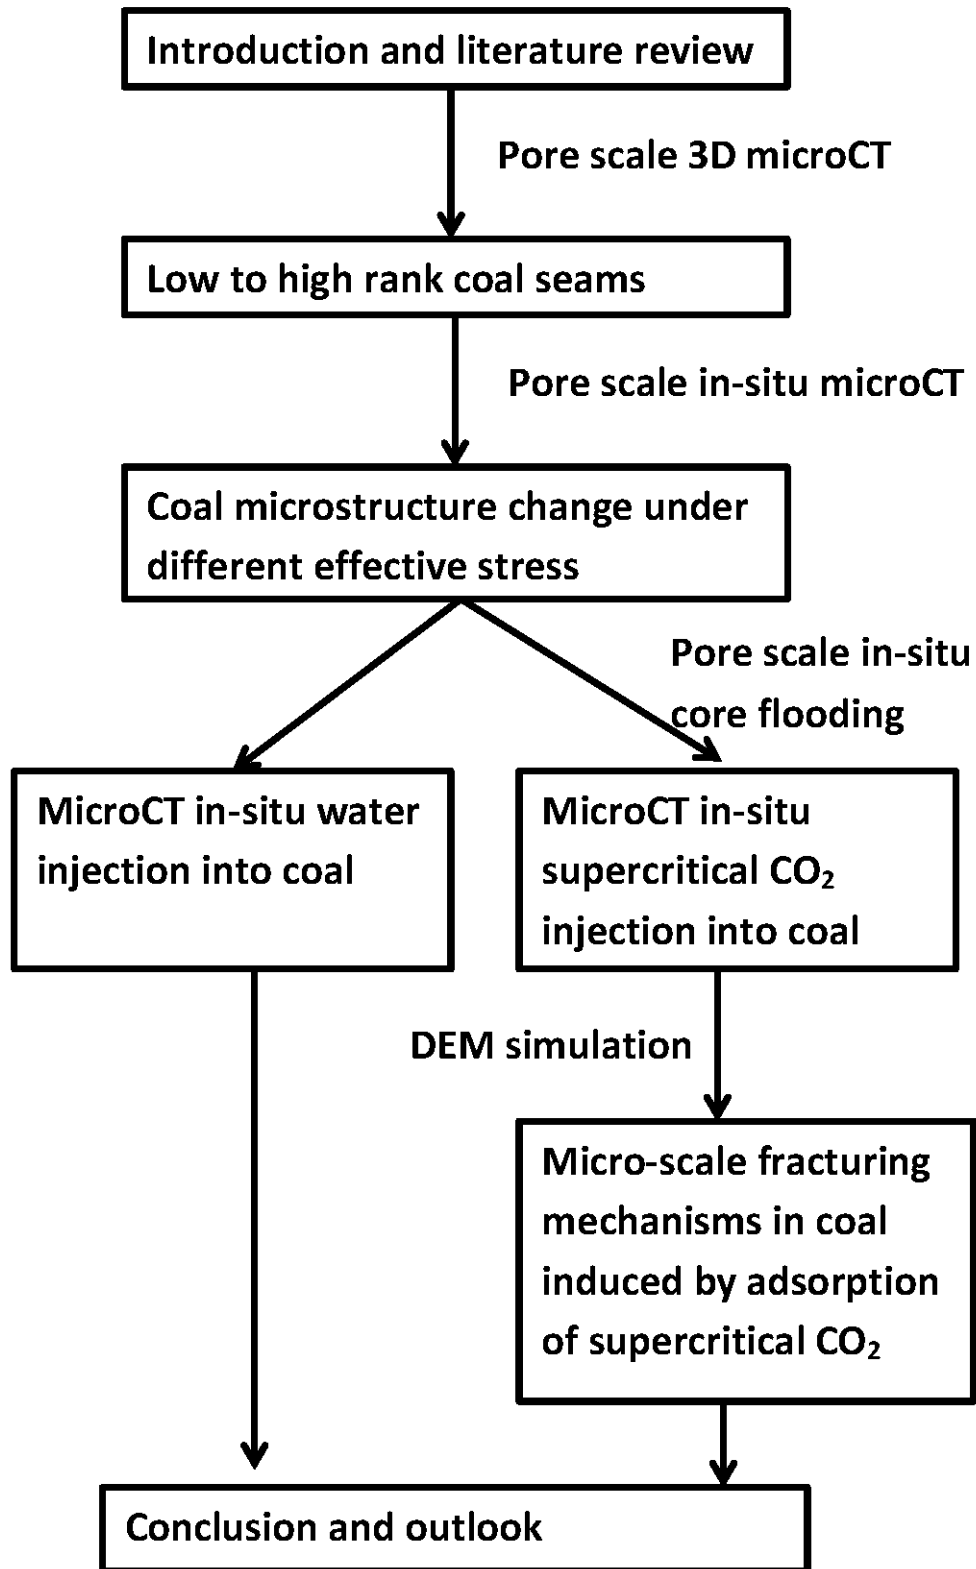 Introduction and literature review
Pore scale 3D microCT
Low to high rank coal seams
Pore scale in-situ microCT
Coal microstructure change under
different effective stress
Pore scale in-situ
core flooding
MicroCT in-situ water
injection into coal
MicroCT in-situ
supercritical CO₂
injection into coal
DEM simulation
Micro-scale fracturing
mechanisms in coal
induced by adsorption
of supercritical CO₂
Conclusion and outlook